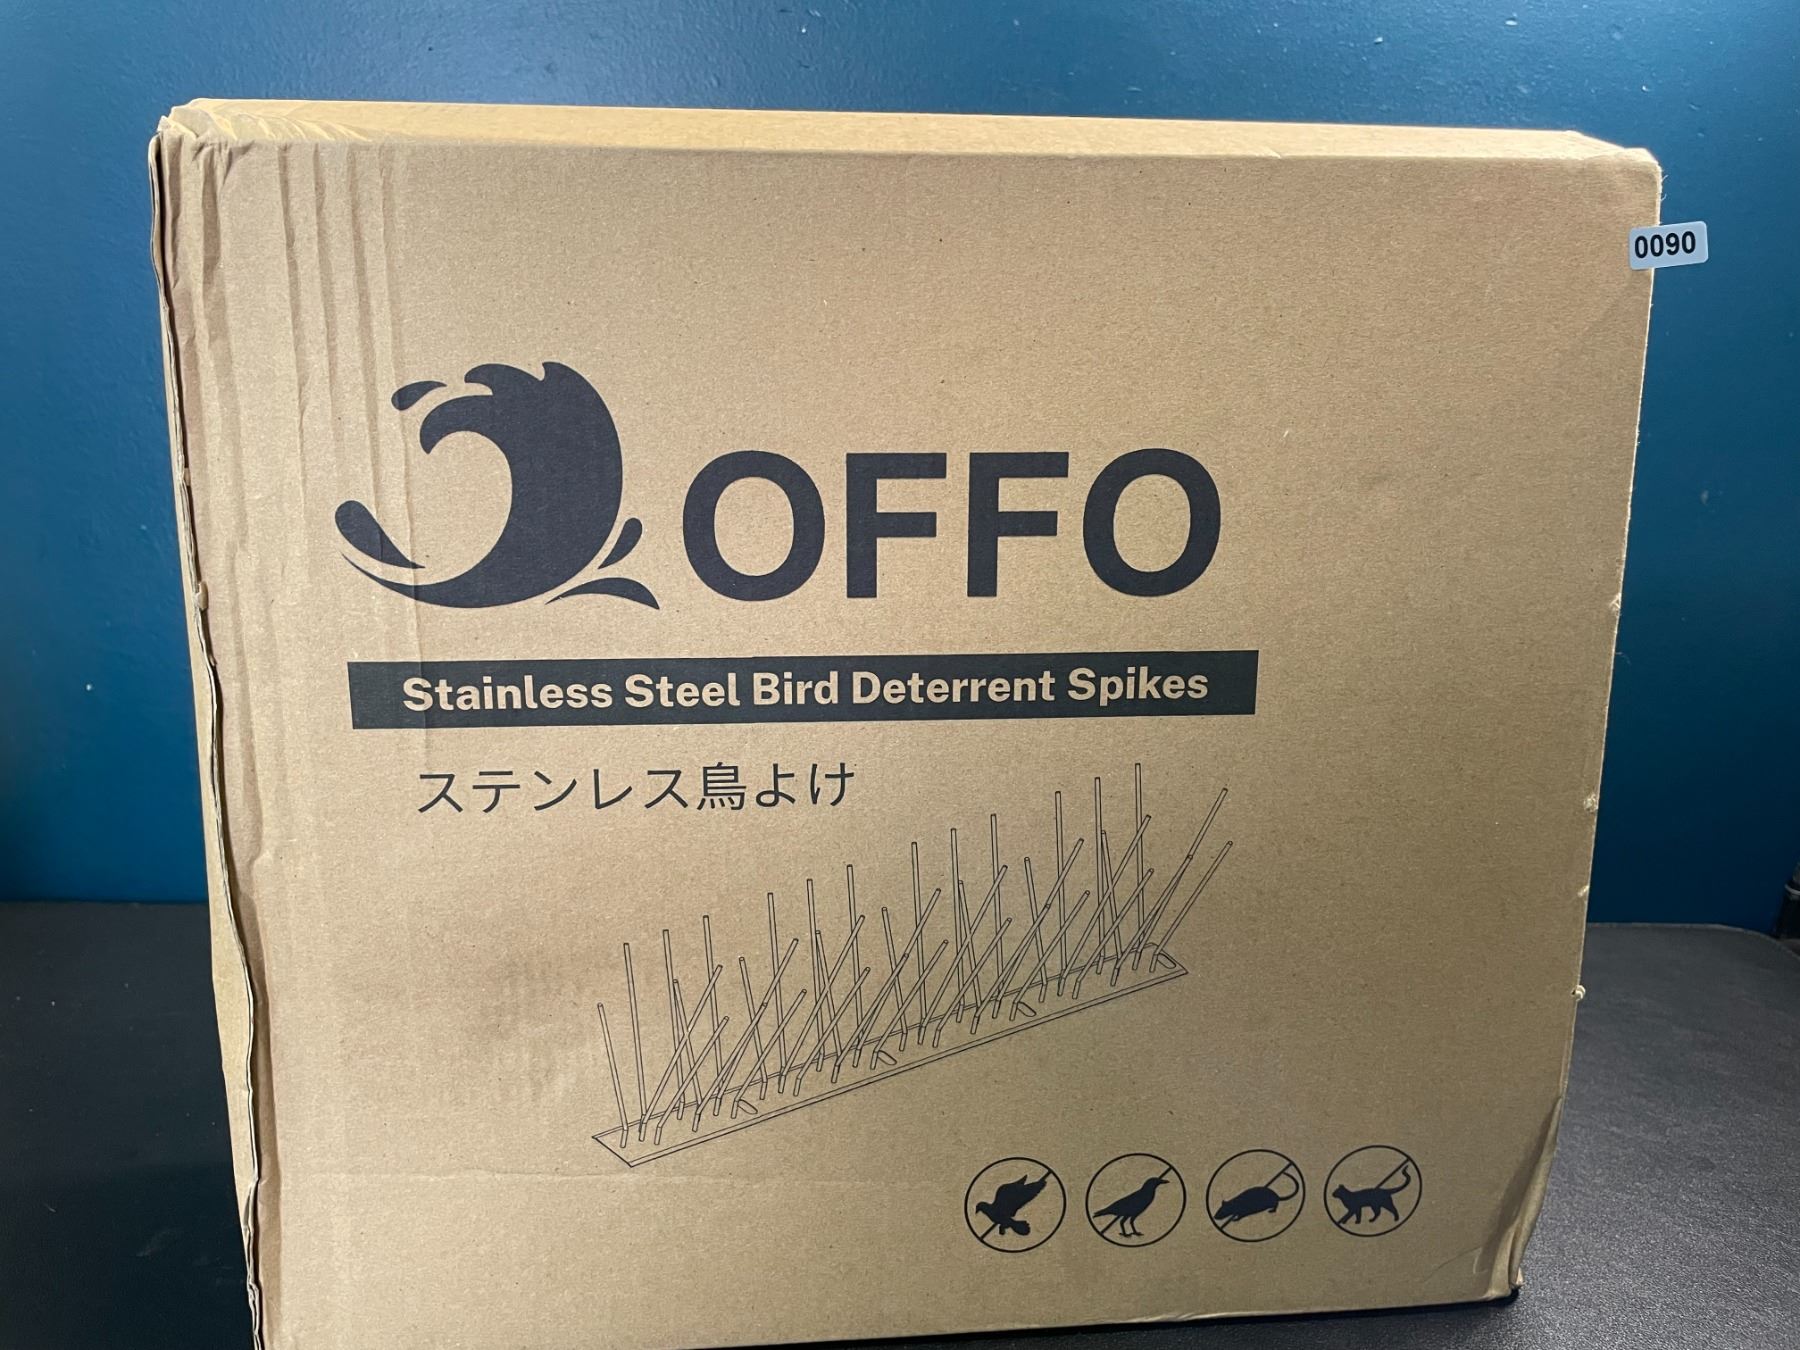 0090
OFFO
Stainless Steel Bird Deterrent Spikes
ステンレス鳥よけ